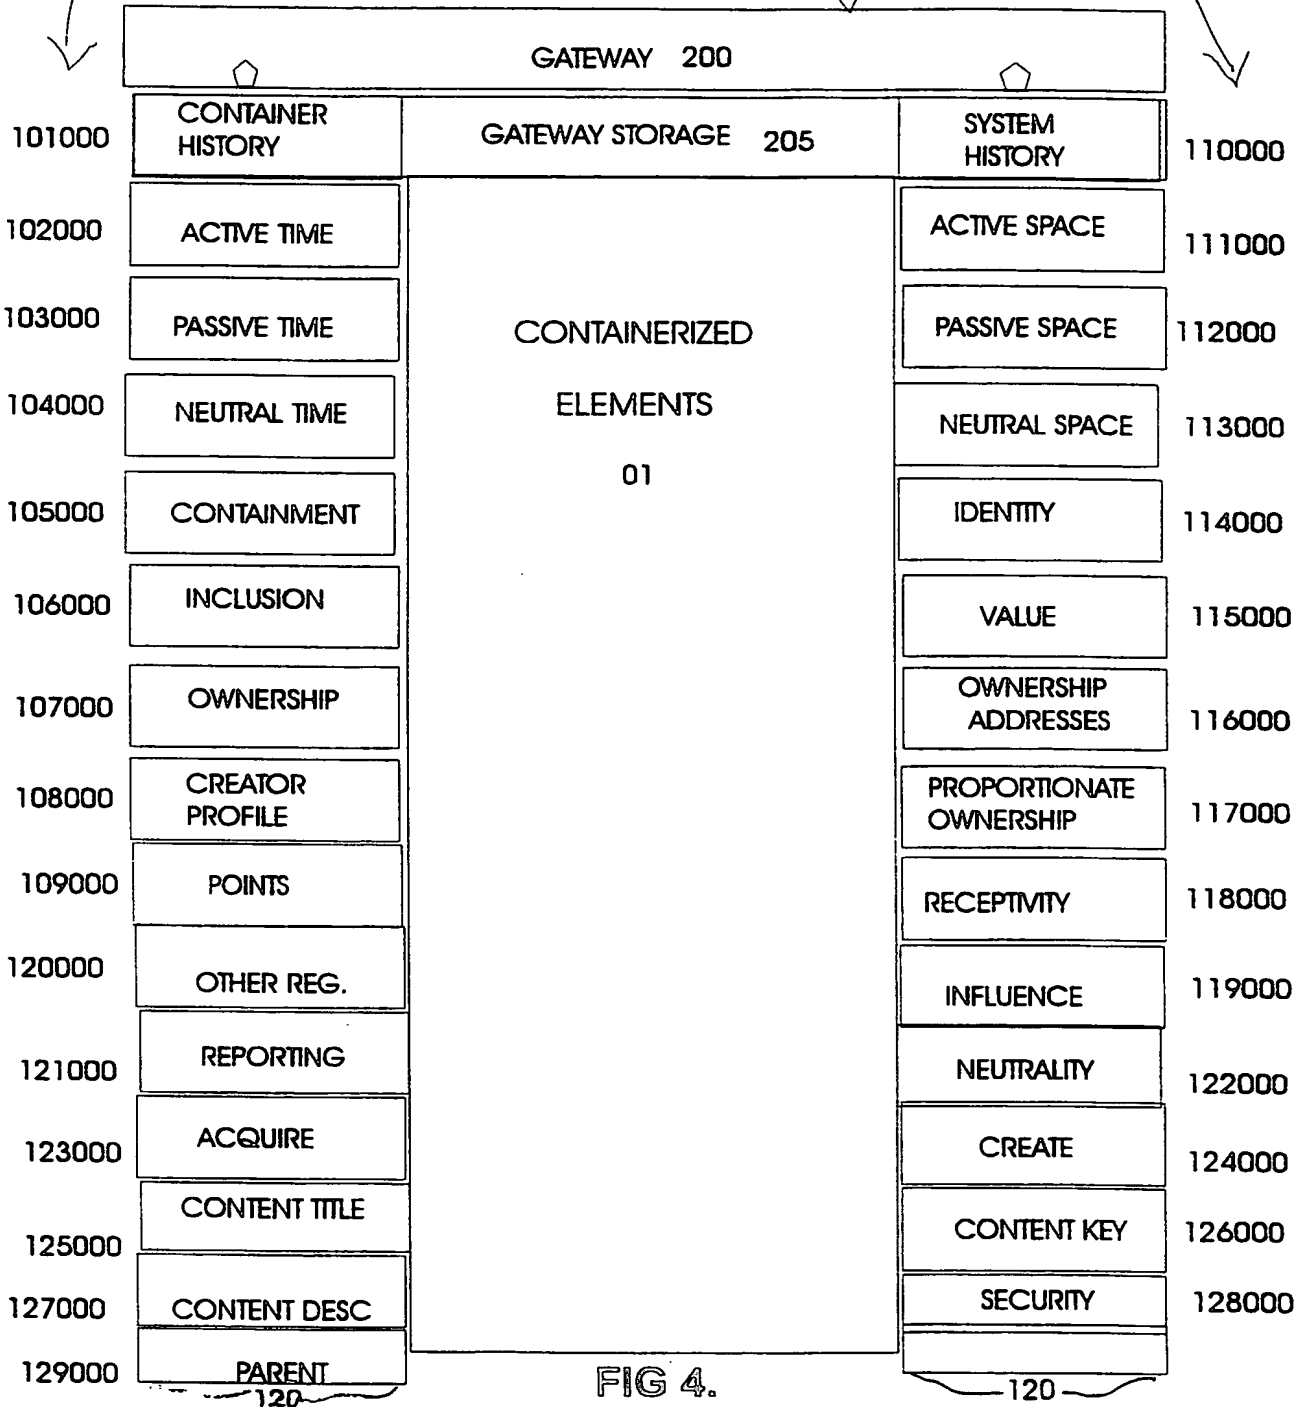 GATEWAY 200
101000 CONTAINER HISTORY GATEWAY STORAGE 205 SYSTEM HISTORY 110000
102000 ACTIVE TIME ACTIVE SPACE 111000
103000 PASSIVE TIME CONTAINERIZED PASSIVE SPACE 112000
104000 NEUTRAL TIME ELEMENTS NEUTRAL SPACE 113000
01
105000 CONTAINMENT IDENTITY 114000
106000 INCLUSION VALUE 115000
107000 OWNERSHIP OWNERSHIP ADDRESSES 116000
108000 CREATOR PROFILE PROPORTIONATE OWNERSHIP 117000
109000 POINTS RECEPTIVITY 118000
120000 OTHER REG. INFLUENCE 119000
121000 REPORTING NEUTRALITY 122000
123000 ACQUIRE CREATE 124000
125000 CONTENT TITLE CONTENT KEY 126000
127000 CONTENT DESC SECURITY 128000
129000 PARENT
120 FIG 4. 120